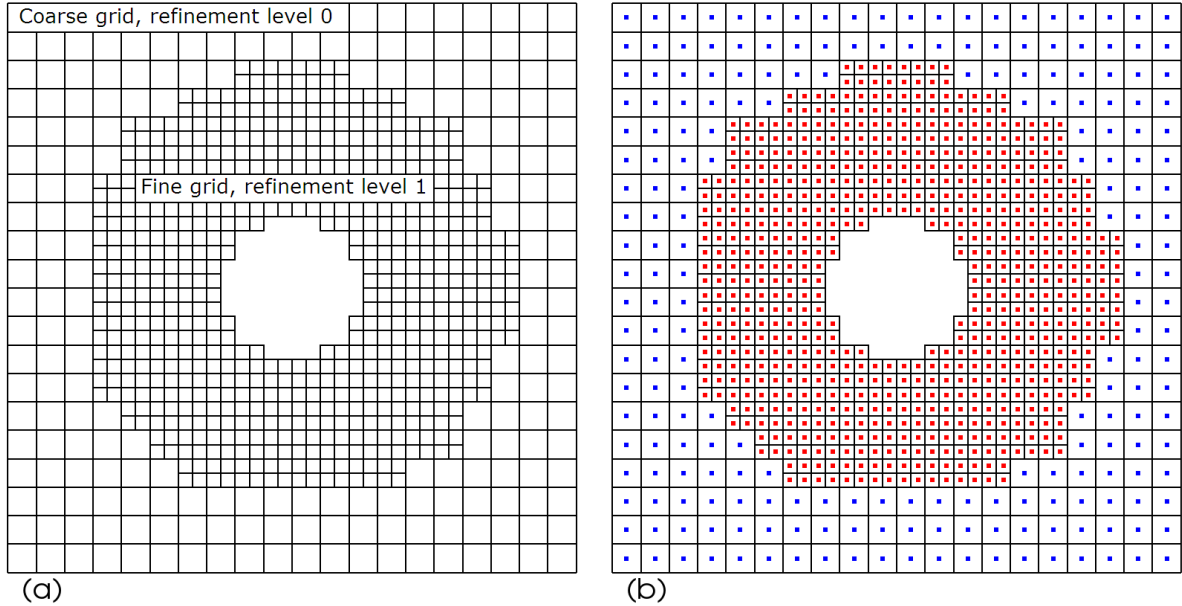 Coarse grid, refinement level 0
Fine grid, refinement level 1
(a)
(b)